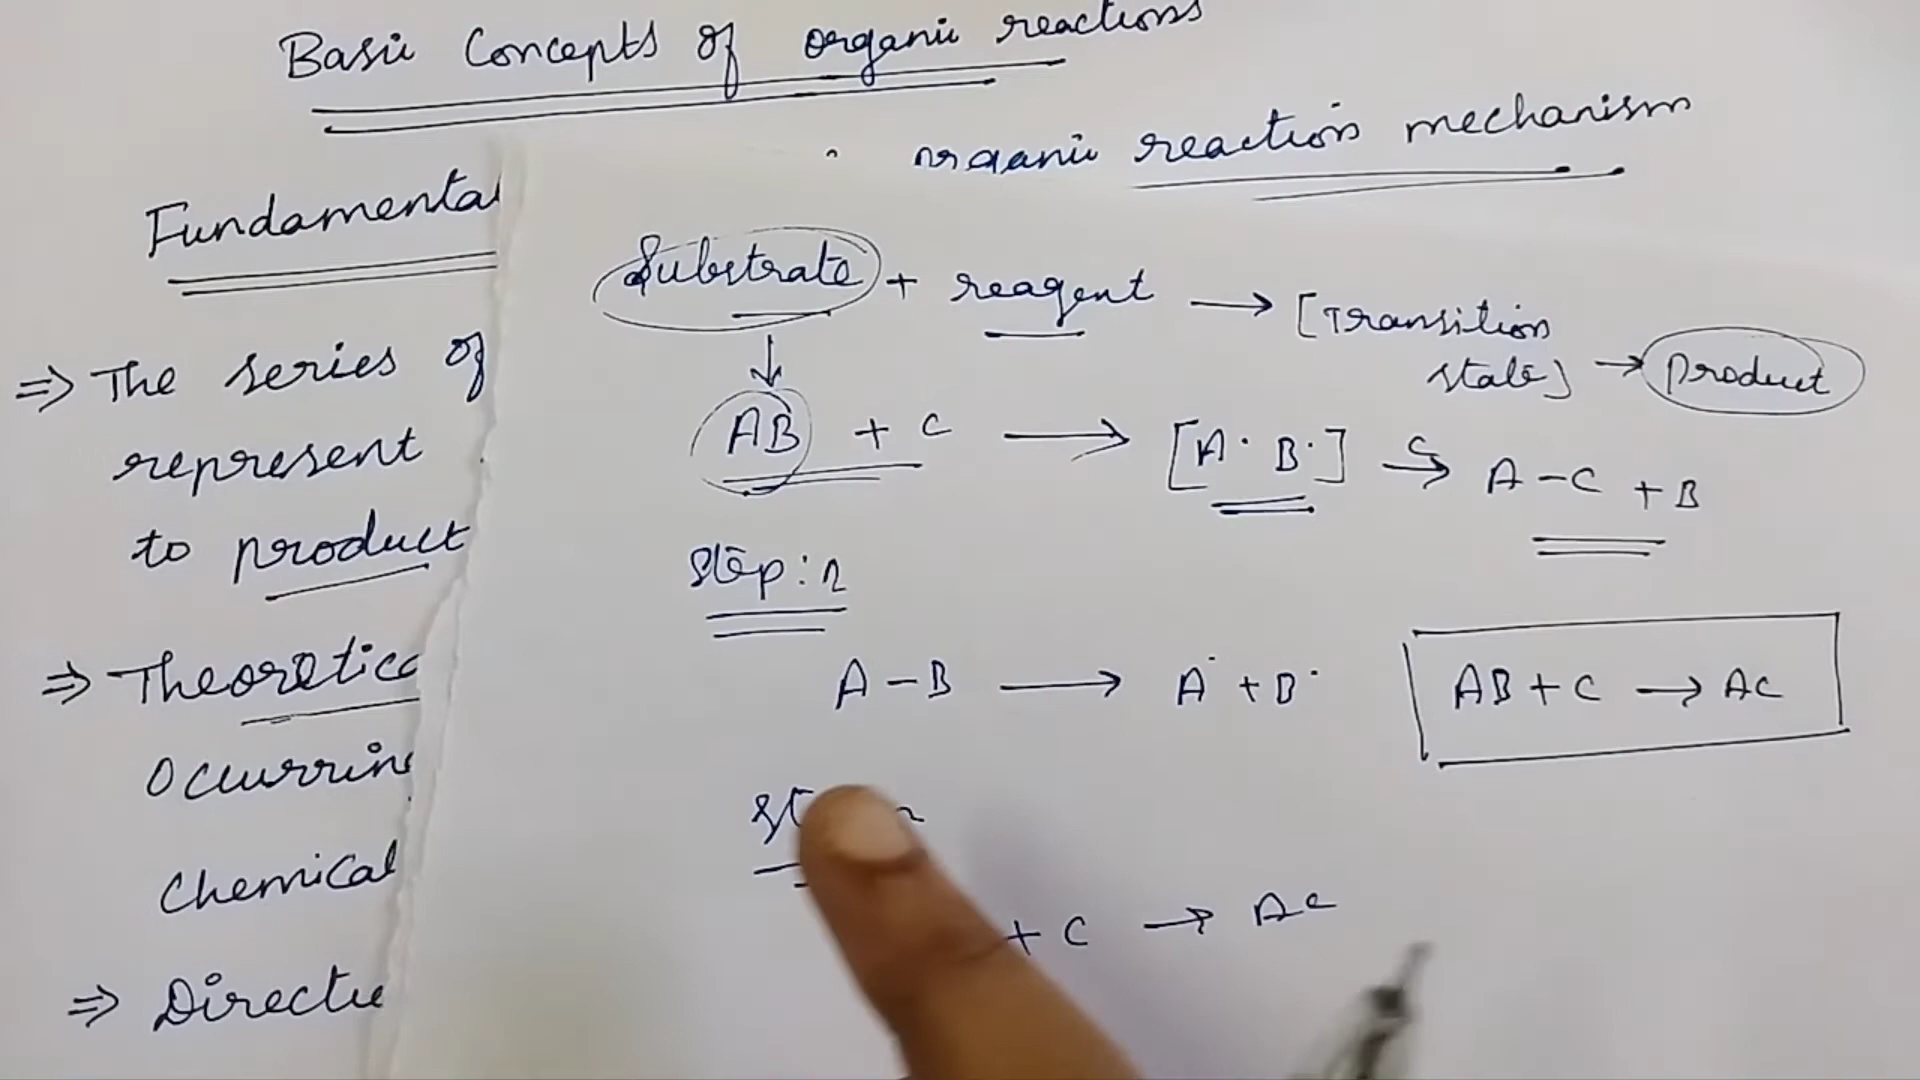 Basic Concepts of organic reactions
organic reaction mechanism
Fundamental
⇒ The series of
represent
to product
⇒ Theoretica
Occurrin
Chemical
⇒ Directi
Substrate + reagent → [Transition
state] → Product
↓
AB + C → [A· B·] C→ A-C + B
Step: 1
A-B → A· + B·
AB + C → AC
+ C → AC